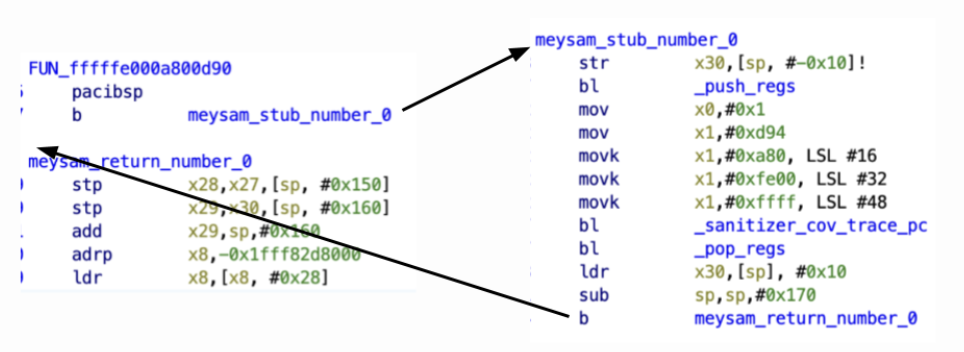 FUN_fffffe000a800d90
pacibsp
b meysam_stub_number_0
meysam_return_number_0
stp x28,x27,[sp, #0x150]
stp x29,x30,[sp, #0x160]
add x29,sp,#0x160
adrp x8,-0x1fff82d8000
ldr x8,[x8, #0x28]
meysam_stub_number_0
str x30,[sp, #-0x10]!
bl _push_regs
mov x0,#0x1
mov x1,#0xd94
movk x1,#0xa80, LSL #16
movk x1,#0xfe00, LSL #32
movk x1,#0xffff, LSL #48
bl _sanitizer_cov_trace_pc
bl _pop_regs
ldr x30,[sp], #0x10
sub sp,sp,#0x170
b meysam_return_number_0